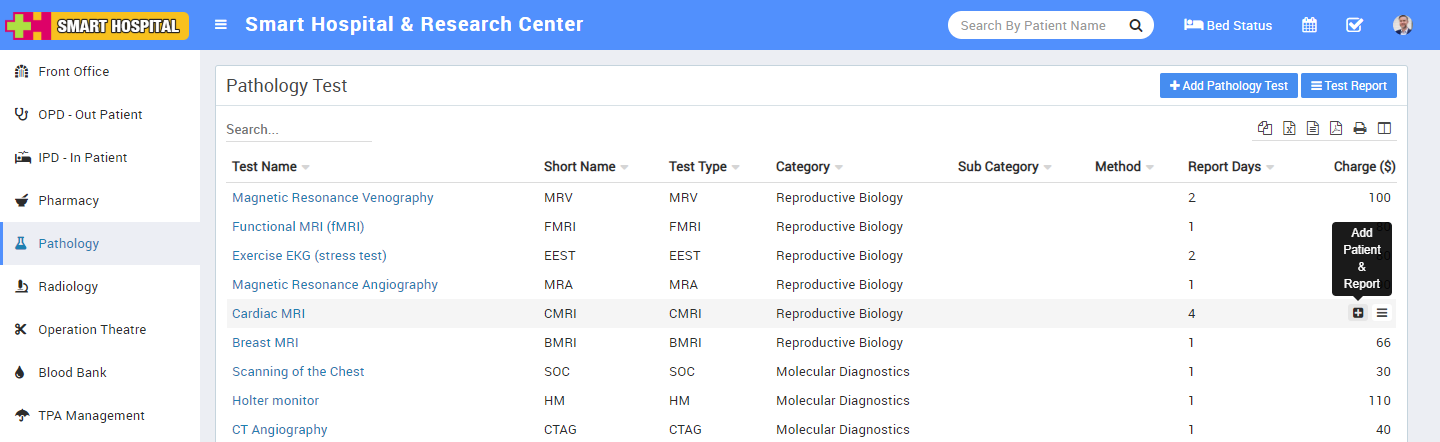 SMART HOSPITAL
Smart Hospital & Research Center
Search By Patient Name
Bed Status
Front Office
OPD - Out Patient
IPD - In Patient
Pharmacy
Pathology
Radiology
Operation Theatre
Blood Bank
TPA Management
Pathology Test
Add Pathology Test
Test Report
Search...
Test Name Short Name Test Type Category Sub Category Method Report Days Charge ($)
Magnetic Resonance Venography MRV MRV Reproductive Biology 2 100
Functional MRI (fMRI) FMRI FMRI Reproductive Biology 1
Exercise EKG (stress test) EEST EEST Reproductive Biology 2
Magnetic Resonance Angiography MRA MRA Reproductive Biology 1
Cardiac MRI CMRI CMRI Reproductive Biology 4
Add
Patient
&
Report
Breast MRI BMRI BMRI Reproductive Biology 1 66
Scanning of the Chest SOC SOC Molecular Diagnostics 1 30
Holter monitor HM HM Molecular Diagnostics 1 110
CT Angiography CTAG CTAG Molecular Diagnostics 1 40